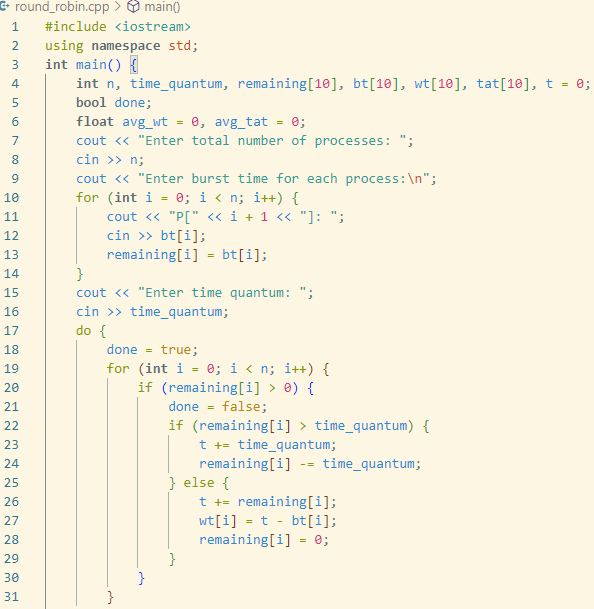 round_robin.cpp > main()
1 #include <iostream>
2 using namespace std;
3 int main() {
4     int n, time_quantum, remaining[10], bt[10], wt[10], tat[10], t = 0;
5     bool done;
6     float avg_wt = 0, avg_tat = 0;
7     cout << "Enter total number of processes: ";
8     cin >> n;
9     cout << "Enter burst time for each process:\n";
10     for (int i = 0; i < n; i++) {
11         cout << "P[" << i + 1 << "]: ";
12         cin >> bt[i];
13         remaining[i] = bt[i];
14     }
15     cout << "Enter time quantum: ";
16     cin >> time_quantum;
17     do {
18         done = true;
19         for (int i = 0; i < n; i++) {
20             if (remaining[i] > 0) {
21                 done = false;
22                 if (remaining[i] > time_quantum) {
23                     t += time_quantum;
24                     remaining[i] -= time_quantum;
25                 } else {
26                     t += remaining[i];
27                     wt[i] = t - bt[i];
28                     remaining[i] = 0;
29                 }
30             }
31         }